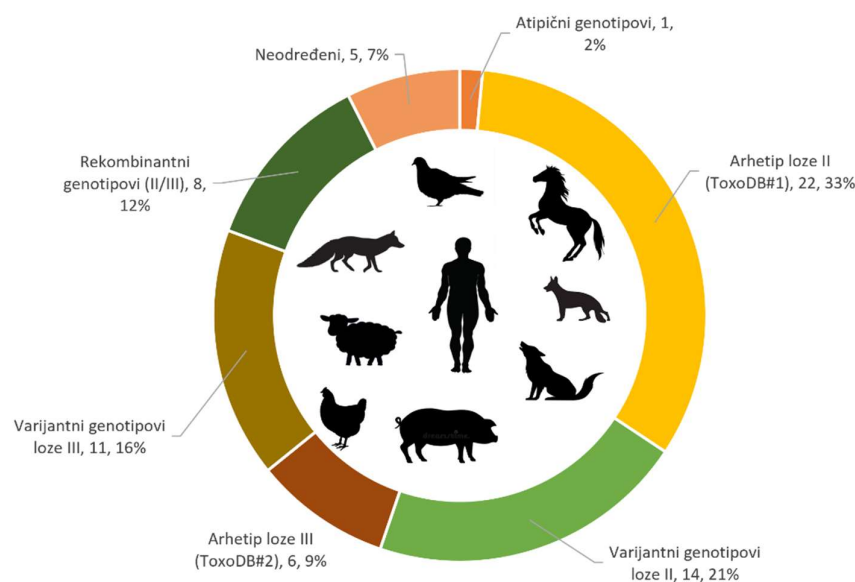 Atipični genotipovi, 1,
2%
Neodređeni, 5, 7%
Rekombinantni
genotipovi (II/III), 8,
12%
Arhetip loze II
(ToxoDB#1), 22, 33%
Varijantni genotipovi
loze III, 11, 16%
Arhetip loze III
(ToxoDB#2), 6, 9%
Varijantni genotipovi
loze II, 14, 21%